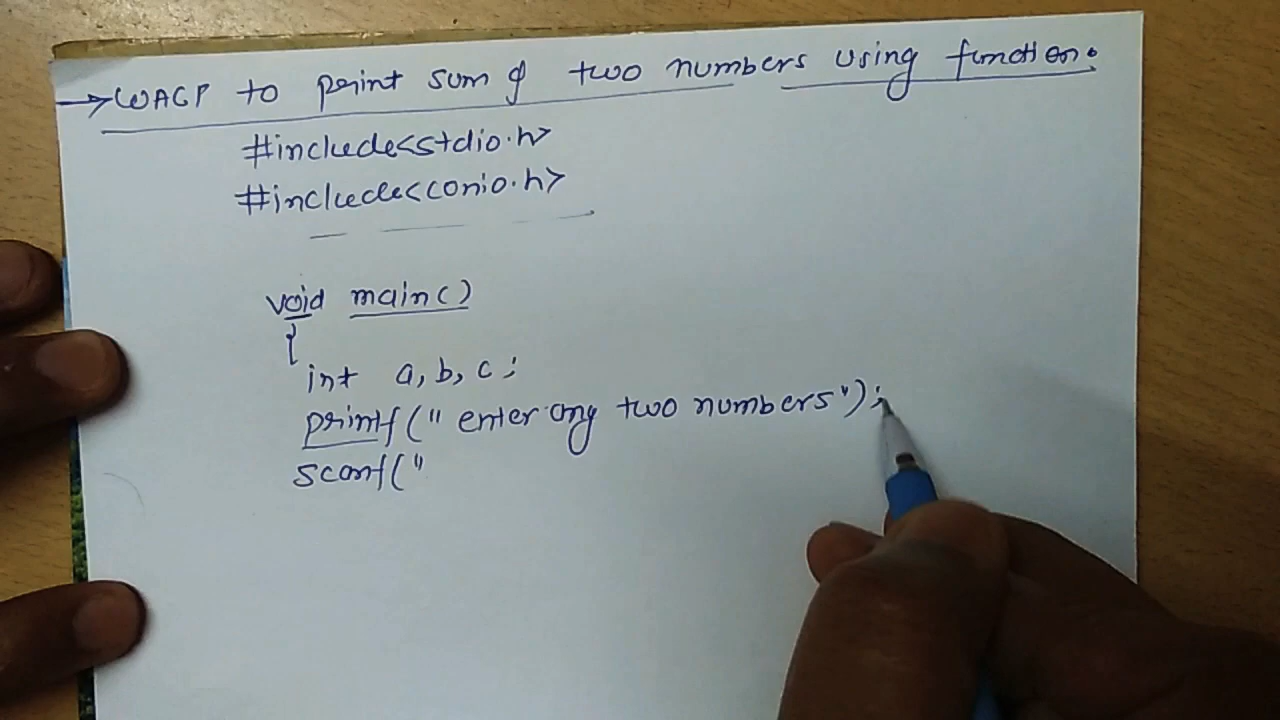 →WACP to print sum of two numbers using function.
#include<stdio.h>
#include<conio.h>
void main()
{
int a, b, c;
printf(" enter any two numbers");
scanf("